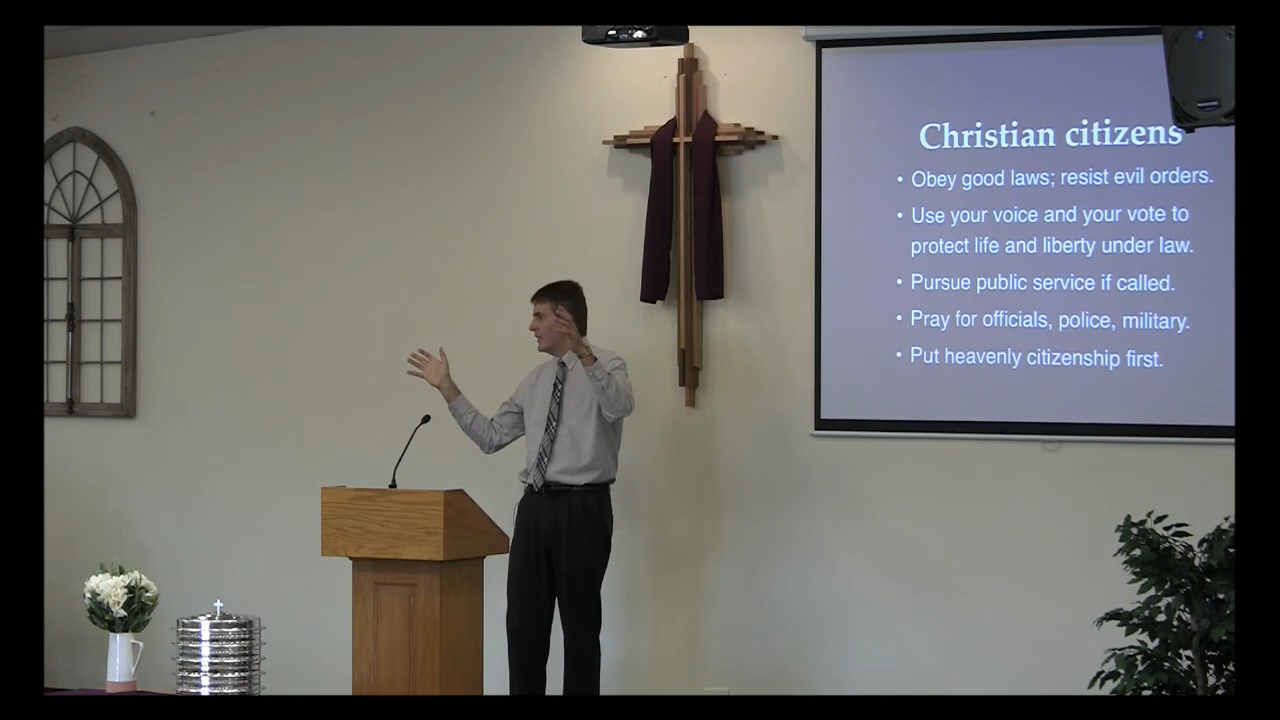 Christian citizens
• Obey good laws; resist evil orders.
• Use your voice and your vote to
protect life and liberty under law.
• Pursue public service if called.
• Pray for officials, police, military.
• Put heavenly citizenship first.